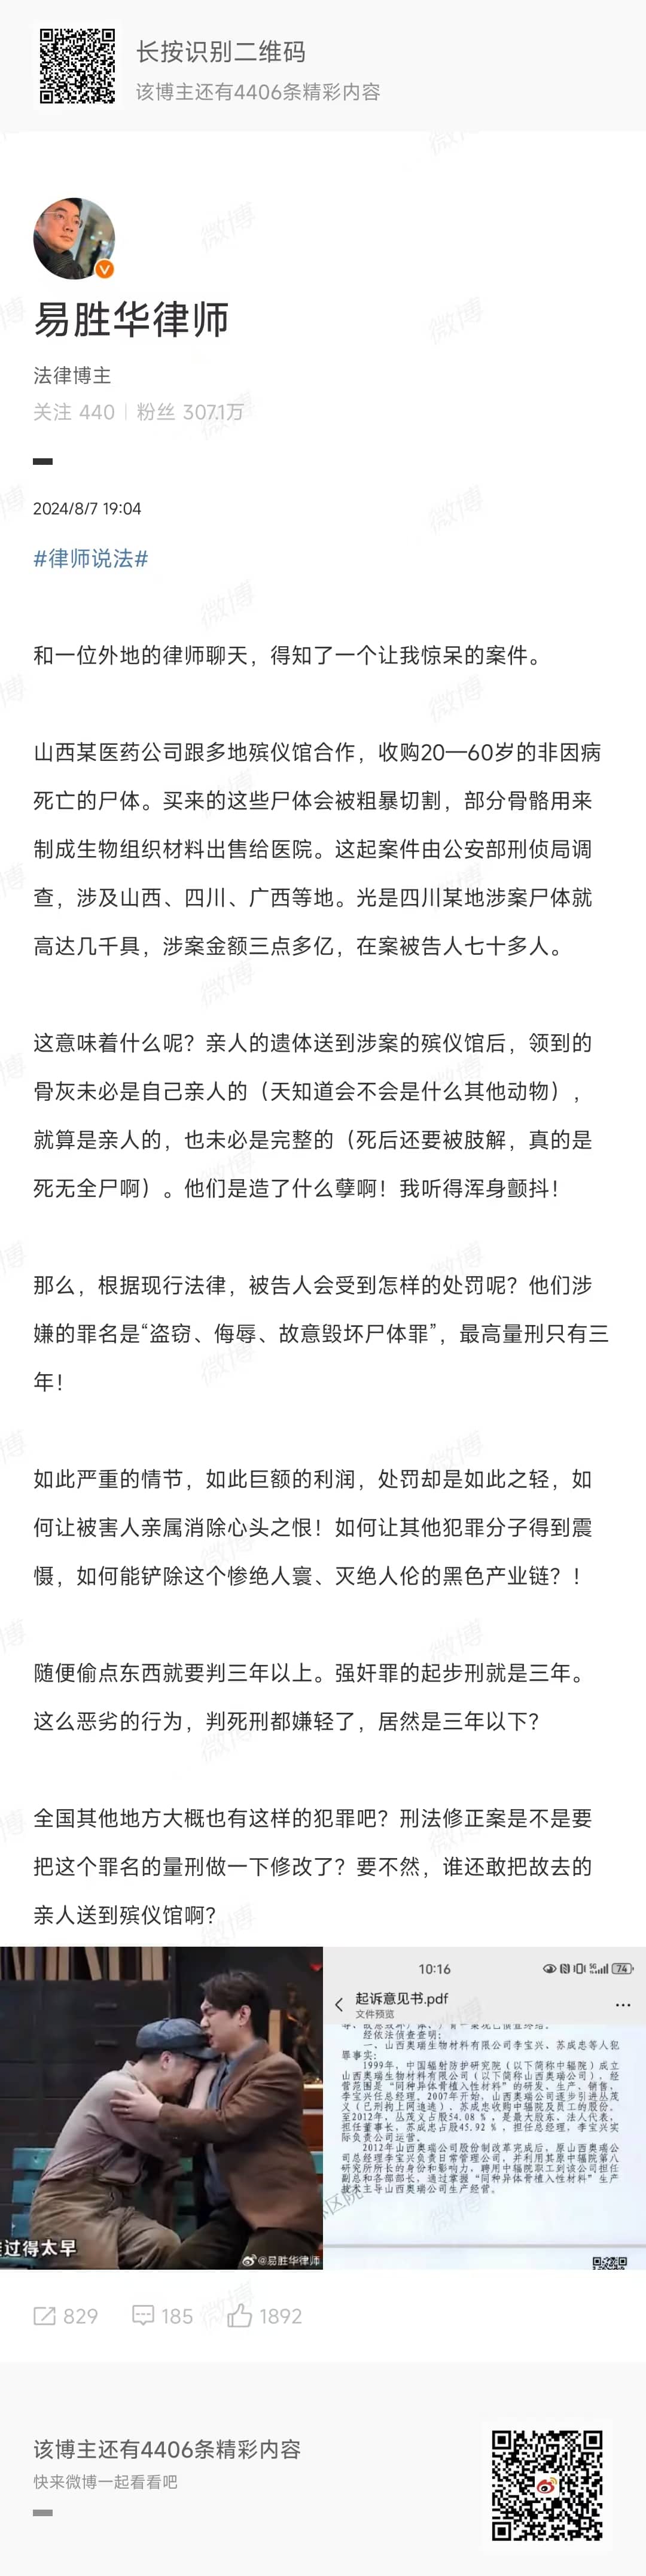 长按识别二维码
该博主还有4406条精彩内容
易胜华律师
法律博主
关注 440 | 粉丝 307.1万
2024/8/7 19:04
#律师说法#
和一位外地的律师聊天，得知了一个让我惊呆的案件。
山西某医药公司跟多地殡仪馆合作，收购20—60岁的非因病
死亡的尸体。买来的这些尸体会被粗暴切割，部分骨骼用来
制成生物组织材料出售给医院。这起案件由公安部刑侦局调
查，涉及山西、四川、广西等地。光是四川某地涉案尸体就
高达几千具，涉案金额三点多亿，在案被告人七十多人。
这意味着什么呢？亲人的遗体送到涉案的殡仪馆后，领到的
骨灰未必是自己亲人的（天知道会不会是什么其他动物），
就算是亲人的，也未必是完整的（死后还要被肢解，真的是
死无全尸啊）。他们是造了什么孽啊！我听得浑身颤抖！
那么，根据现行法律，被告人会受到怎样的处罚呢？他们涉
嫌的罪名是“盗窃、侮辱、故意毁坏尸体罪”，最高量刑只有三
年！
如此严重的情节，如此巨额的利润，处罚却是如此之轻，如
何让被害人亲属消除心头之恨！如何让其他犯罪分子得到震
慑，如何能铲除这个惨绝人寰、灭绝人伦的黑色产业链？！
随便偷点东西就要判三年以上。强奸罪的起步刑就是三年。
这么恶劣的行为，判死刑都嫌轻了，居然是三年以下？
全国其他地方大概也有这样的犯罪吧？刑法修正案是不是要
把这个罪名的量刑做一下修改了？要不然，谁还敢把故去的
亲人送到殡仪馆啊？
过得太早
@易胜华律师
10:16
74
起诉意见书.pdf
文件预览
经依法侦查查明：
一、山西奥瑞生物材料有限公司李宝兴、苏成忠等人犯
罪事实：
1999年，中国辐射防护研究院（以下简称中辐院）成立
山西奥瑞生物材料有限公司（以下简称山西奥瑞公司），经
营范围是“同种异体骨植入性材料”的研发、生产、销售，
李宝兴任总经理。2007年开始，山西奥瑞公司逐步引进丛茂
义（已刑拘上网追逃）、苏成忠收购中辐院及员工的股份。
至2012年，丛茂义占股54.08 %，是最大股东、法人代表，
担任董事长，苏成忠占股45.92 %，担任总经理，李宝兴实
际负责公司运营。
2012年山西奥瑞公司股份制改革完成后，原山西奥瑞公
司总经理李宝兴负责日常管理公司，并利用其原中辐院第八
研究所所长的身份和影响力，聘用中辐院职工到该公司担任
副总和各部部长，通过掌握“同种异体骨植入性材料”生产
技术主导山西奥瑞公司生产经营。
829 185 1892
该博主还有4406条精彩内容
快来微博一起看看吧
微博